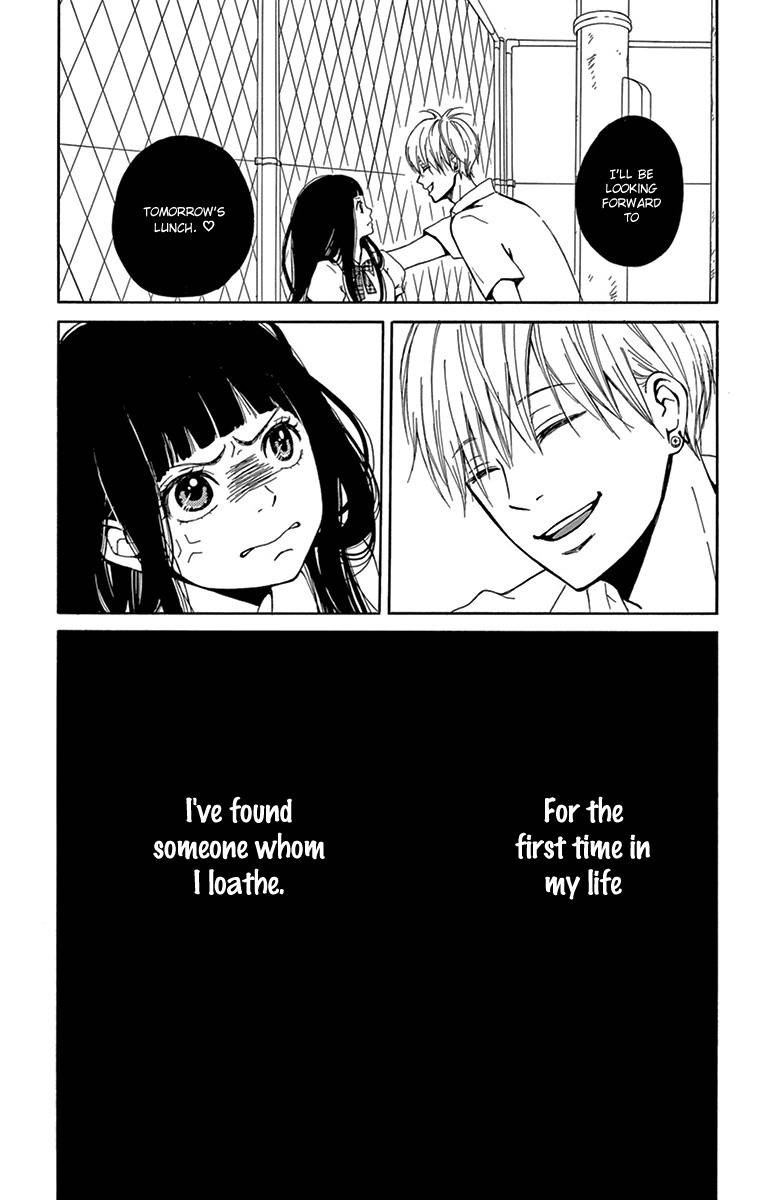 I'LL BE
LOOKING
FORWARD
TO
TOMORROW'S
LUNCH. ♡
For the
first time in
my life
I've found
someone whom
I loathe.